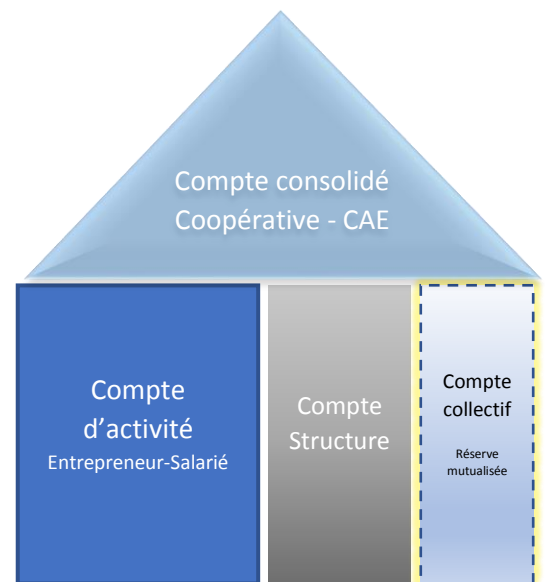 Compte consolidé
Coopérative - CAE
Compte
d’activité
Entrepreneur-Salarié
Compte
Structure
Compte
collectif
Réserve
mutualisée